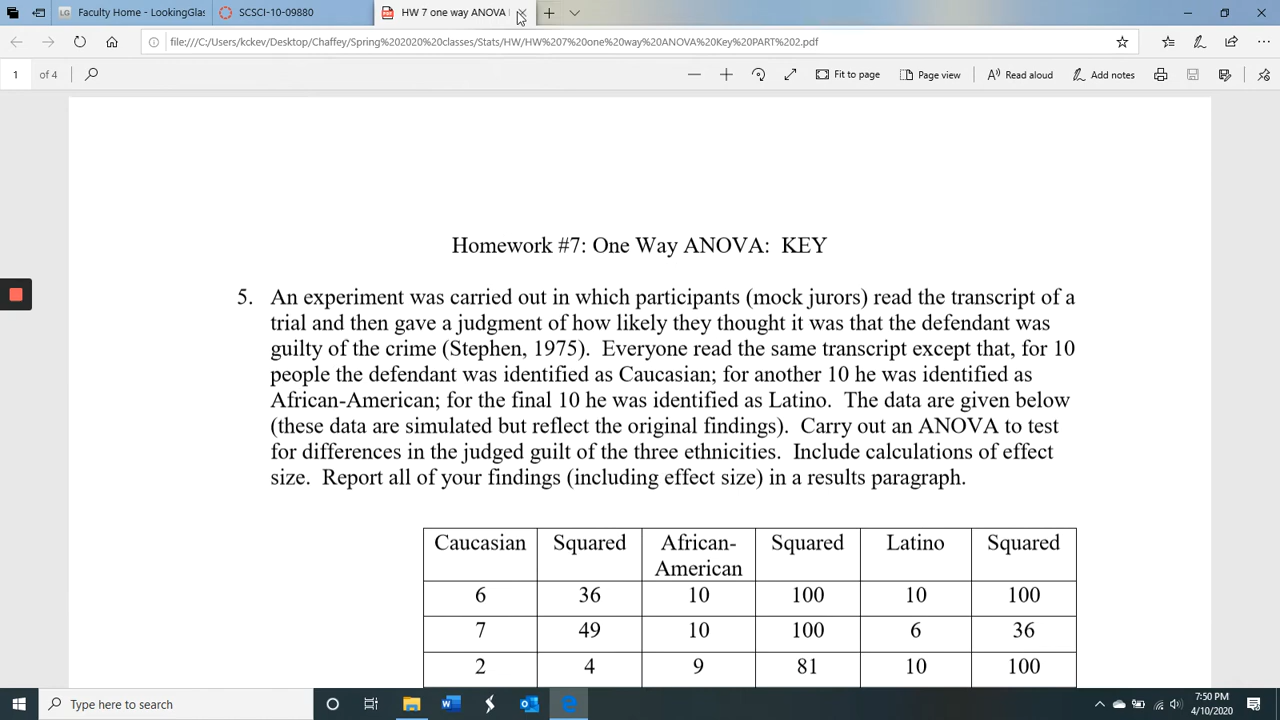 Faculty Home - LookingGlas
SCSCI-10-09880
HW 7 one way ANOVA
file:///C:/Users/kckev/Desktop/Chaffey/Spring%202020%20classes/Stats/HW/HW%207%20one%20way%20ANOVA%20Key%20PART%202.pdf
1 of 4
Fit to page
Page view
Read aloud
Add notes
Homework #7: One Way ANOVA: KEY
5. An experiment was carried out in which participants (mock jurors) read the transcript of a
trial and then gave a judgment of how likely they thought it was that the defendant was
guilty of the crime (Stephen, 1975). Everyone read the same transcript except that, for 10
people the defendant was identified as Caucasian; for another 10 he was identified as
African-American; for the final 10 he was identified as Latino. The data are given below
(these data are simulated but reflect the original findings). Carry out an ANOVA to test
for differences in the judged guilt of the three ethnicities. Include calculations of effect
size. Report all of your findings (including effect size) in a results paragraph.
Caucasian Squared African- Squared Latino Squared
American
6 36 10 100 10 100
7 49 10 100 6 36
2 4 9 81 10 100
Type here to search
7:50 PM
4/10/2020